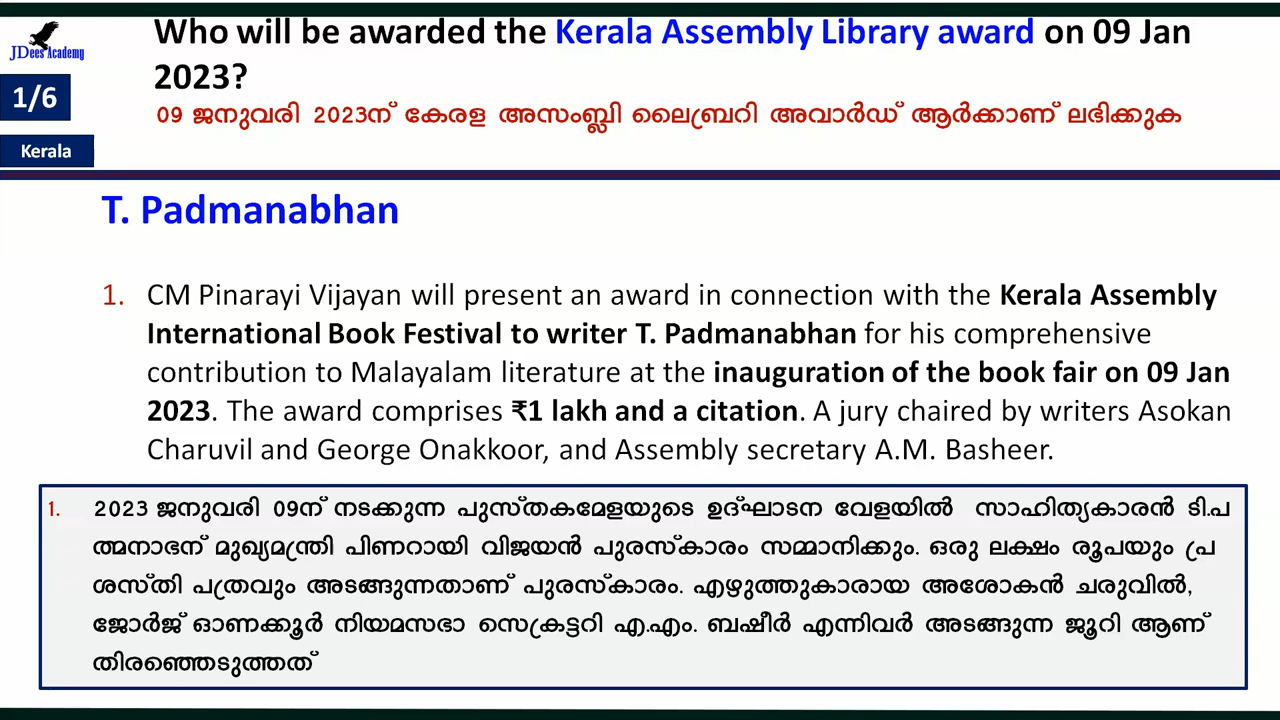 Who will be awarded the Kerala Assembly Library award on 09 Jan
2023?
JDees Academy
1/6
09 ജനുവരി 2023ന് കേരള അസംബ്ലി ലൈബ്രറി അവാർഡ് ആർക്കാണ് ലഭിക്കുക
Kerala
T. Padmanabhan
1. CM Pinarayi Vijayan will present an award in connection with the Kerala Assembly
International Book Festival to writer T. Padmanabhan for his comprehensive
contribution to Malayalam literature at the inauguration of the book fair on 09 Jan
2023. The award comprises ₹1 lakh and a citation. A jury chaired by writers Asokan
Charuvil and George Onakkoor, and Assembly secretary A.M. Basheer.
1. 2023 ജനുവരി 09ന് നടക്കുന്ന പുസ്തകമേളയുടെ ഉദ്ഘാടന വേളയിൽ സാഹിത്യകാരൻ ടി.പ
ത്മനാഭന് മുഖ്യമന്ത്രി പിണറായി വിജയൻ പുരസ്കാരം സമ്മാനിക്കും. ഒരു ലക്ഷം രൂപയും പ്ര
ശസ്തി പത്രവും അടങ്ങുന്നതാണ് പുരസ്കാരം. എഴുത്തുകാരായ അശോകൻ ചരുവിൽ,
ജോർജ് ഓണക്കൂർ നിയമസഭാ സെക്രട്ടറി എ.എം. ബഷീർ എന്നിവർ അടങ്ങുന്ന ജൂറി ആണ്
തിരഞ്ഞെടുത്തത്